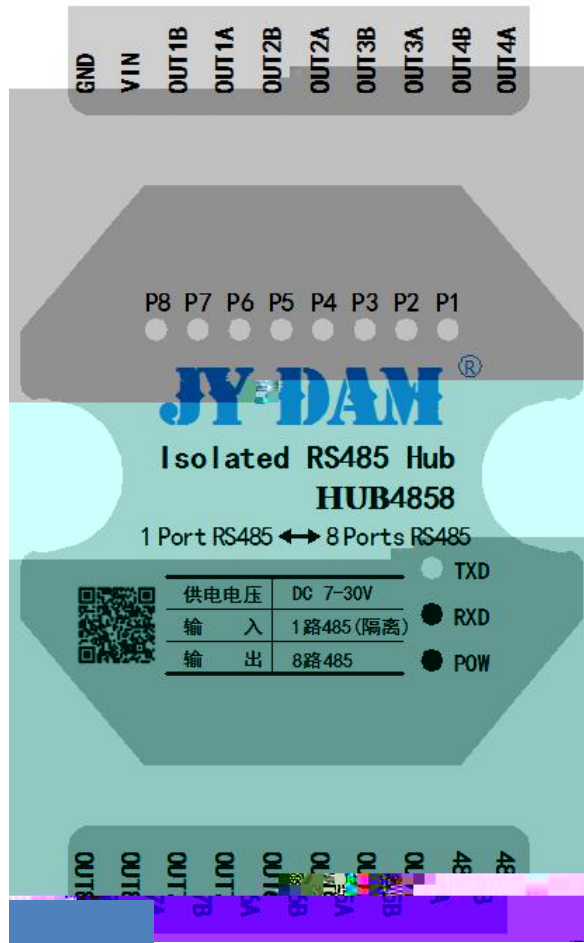 GND VIN OUT1B OUT1A OUT2B OUT2A OUT3B OUT3A OUT4B OUT4A
P8 P7 P6 P5 P4 P3 P2 P1
JY-DAM®
Isolated RS485 Hub
HUB4858
1 Port RS485 ↔ 8 Ports RS485
TXD
供电电压 DC 7-30V
RXD
输 入 1路485(隔离)
输 出 8路485
POW